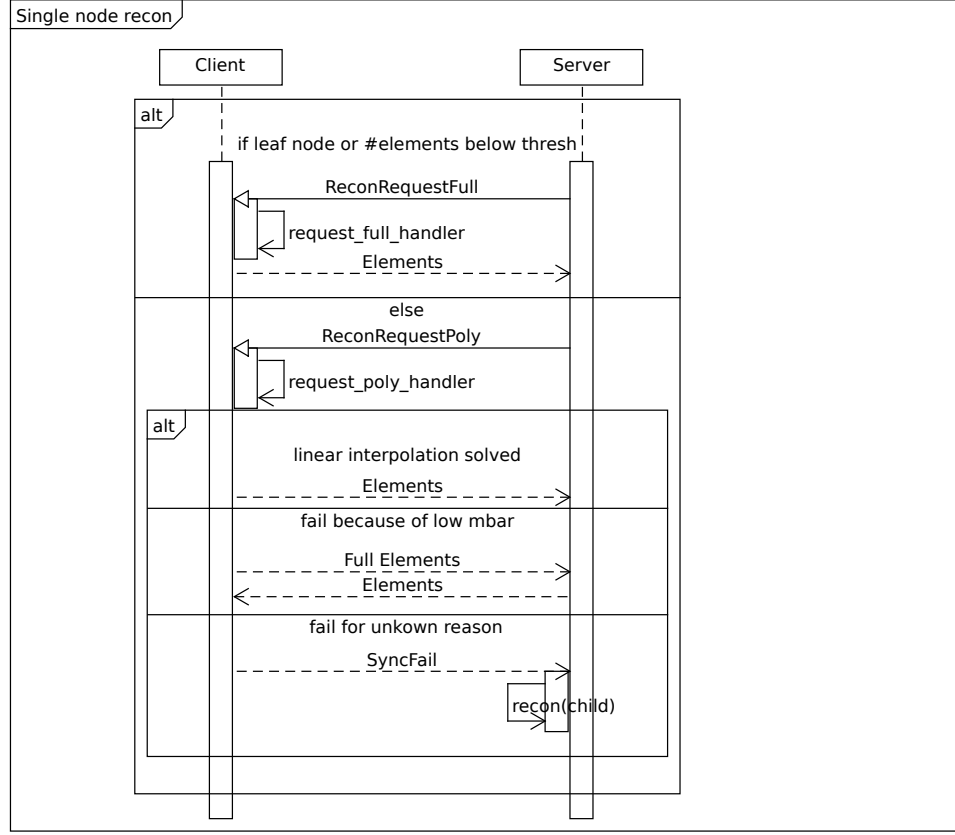 Single node recon
Client
Server
alt
if leaf node or #elements below thresh
ReconRequestFull
request_full_handler
Elements
else
ReconRequestPoly
request_poly_handler
alt
linear interpolation solved
Elements
fail because of low mbar
Full Elements
Elements
fail for unkown reason
SyncFail
recon(child)